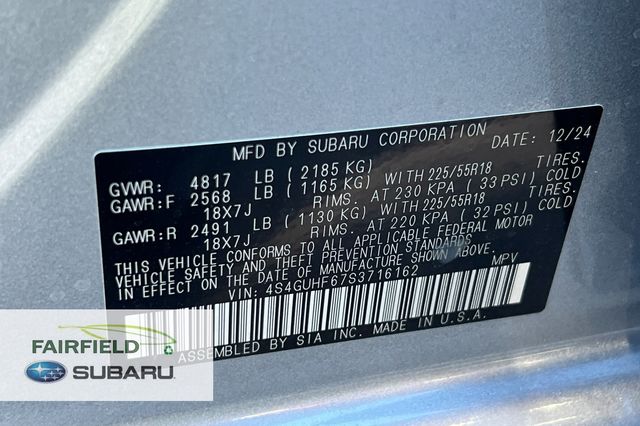 MFD BY SUBARU CORPORATION DATE: 12/24
GVWR: 4817 LB ( 2185 KG)
GAWR:F 2568 LB ( 1165 KG) WITH 225/55R18 TIRES.
18X7J RIMS. AT 230 KPA ( 33 PSI) COLD
GAWR:R 2491 LB ( 1130 KG) WITH 225/55R18 TIRES.
18X7J RIMS. AT 220 KPA ( 32 PSI) COLD
THIS VEHICLE CONFORMS TO ALL APPLICABLE FEDERAL MOTOR
VEHICLE SAFETY AND THEFT PREVENTION STANDARDS
IN EFFECT ON THE DATE OF MANUFACTURE SHOWN ABOVE.
VIN: 4S4GUHF67S3716162 MPV
ASSEMBLED BY SIA INC. MADE IN U.S.A.
FAIRFIELD
SUBARU